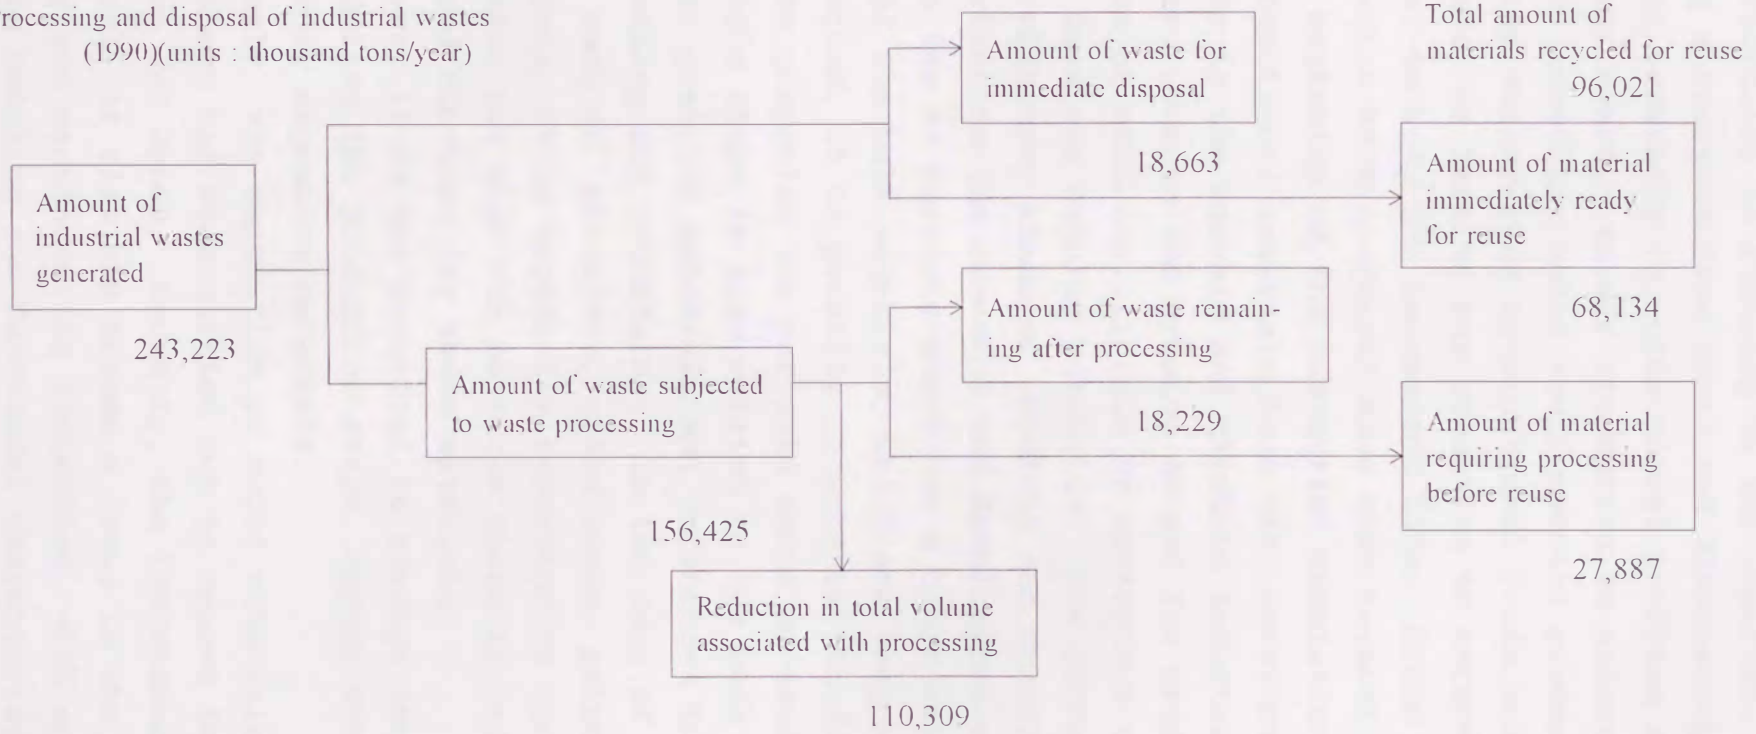 Processing and disposal of industrial wastes
(1990)(units : thousand tons/year)
Amount of waste for
immediate disposal
18,663
Total amount of
materials recycled for reuse
96,021
Amount of material
immediately ready
for reuse
68,134
Amount of
industrial wastes
generated
243,223
Amount of waste subjected
to waste processing
156,425
Amount of waste remain-
ing after processing
18,229
Amount of material
requiring processing
before reuse
27,887
Reduction in total volume
associated with processing
110,309